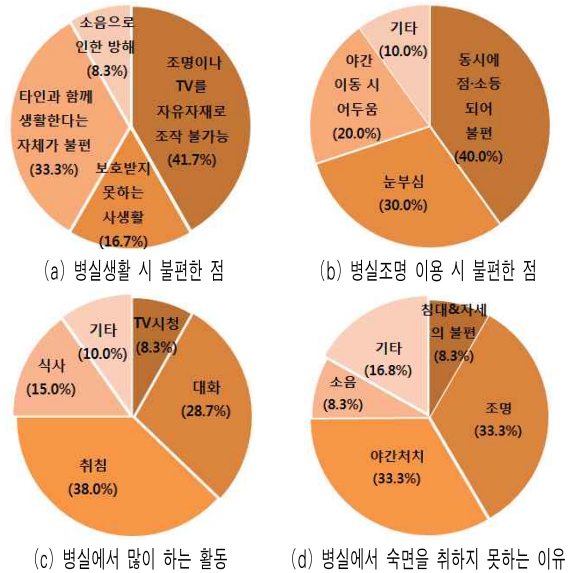 소음으로
인한 방해
(8.3%)
조명이나
TV를
자유자재로
조작 불가능
(41.7%)
타인과 함께
생활한다는
자체가 불편
(33.3%)
보호받지
못하는
사생활
(16.7%)
(a) 병실생활 시 불편한 점
기타
(10.0%)
동시에
점·소등
되어
불편
(40.0%)
야간
이동 시
어두움
(20.0%)
눈부심
(30.0%)
(b) 병실조명 이용 시 불편한 점
기타
(10.0%)
TV시청
(8.3%)
식사
(15.0%)
대화
(28.7%)
취침
(38.0%)
(c) 병실에서 많이 하는 활동
침대&자세
의 불편
(8.3%)
기타
(16.8%)
소음
(8.3%)
조명
(33.3%)
야간처치
(33.3%)
(d) 병실에서 숙면을 취하지 못하는 이유